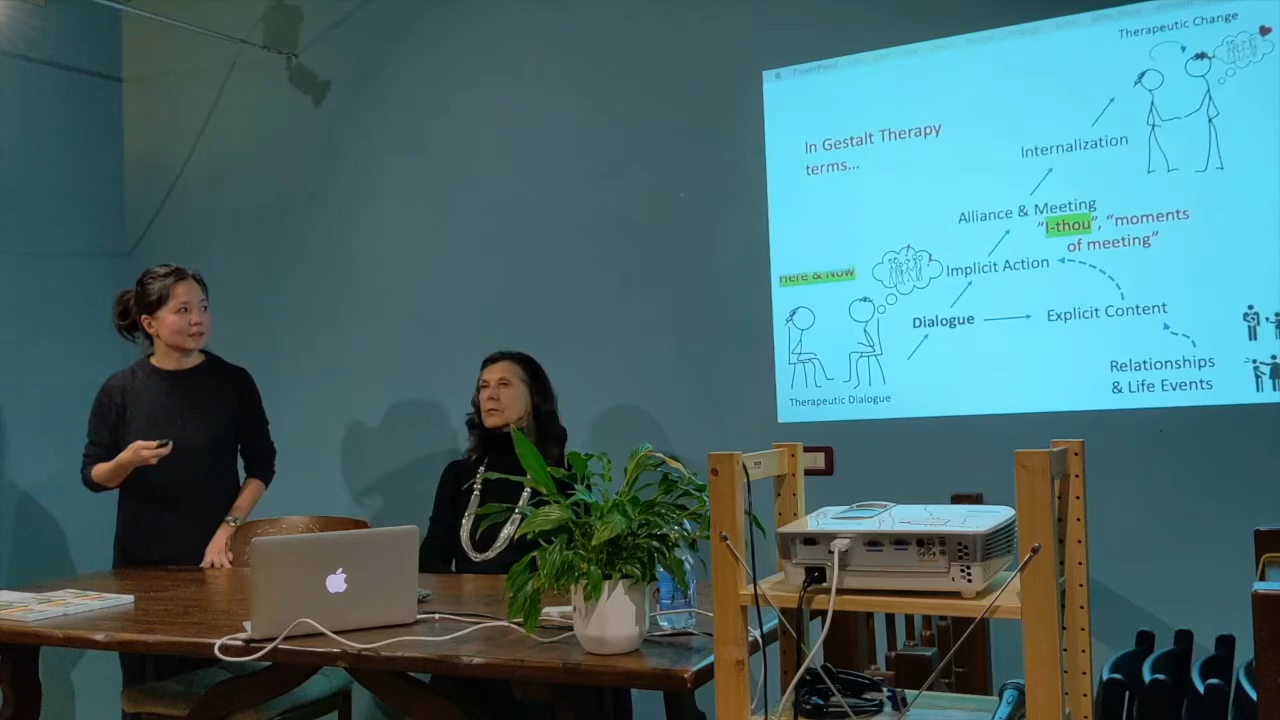 PowerPoint
Therapeutic Change
In Gestalt Therapy
terms...
Internalization
Alliance & Meeting
"I-thou", "moments
of meeting"
Here & Now
Implicit Action
Dialogue
Explicit Content
Relationships
& Life Events
Therapeutic Dialogue